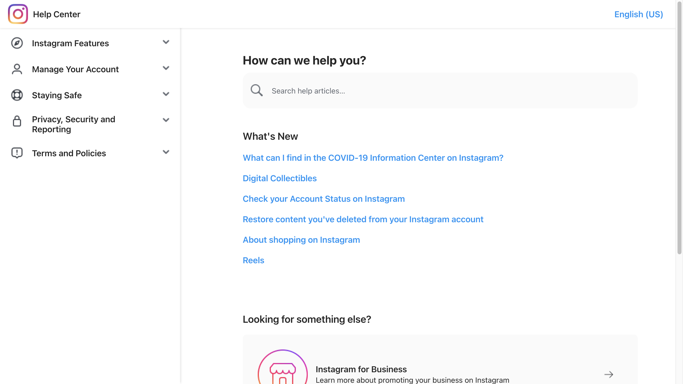 Help Center
English (US)
Instagram Features
Manage Your Account
Staying Safe
Privacy, Security and
Reporting
Terms and Policies
How can we help you?
Search help articles...
What's New
What can I find in the COVID-19 Information Center on Instagram?
Digital Collectibles
Check your Account Status on Instagram
Restore content you've deleted from your Instagram account
About shopping on Instagram
Reels
Looking for something else?
Instagram for Business
Learn more about promoting your business on Instagram